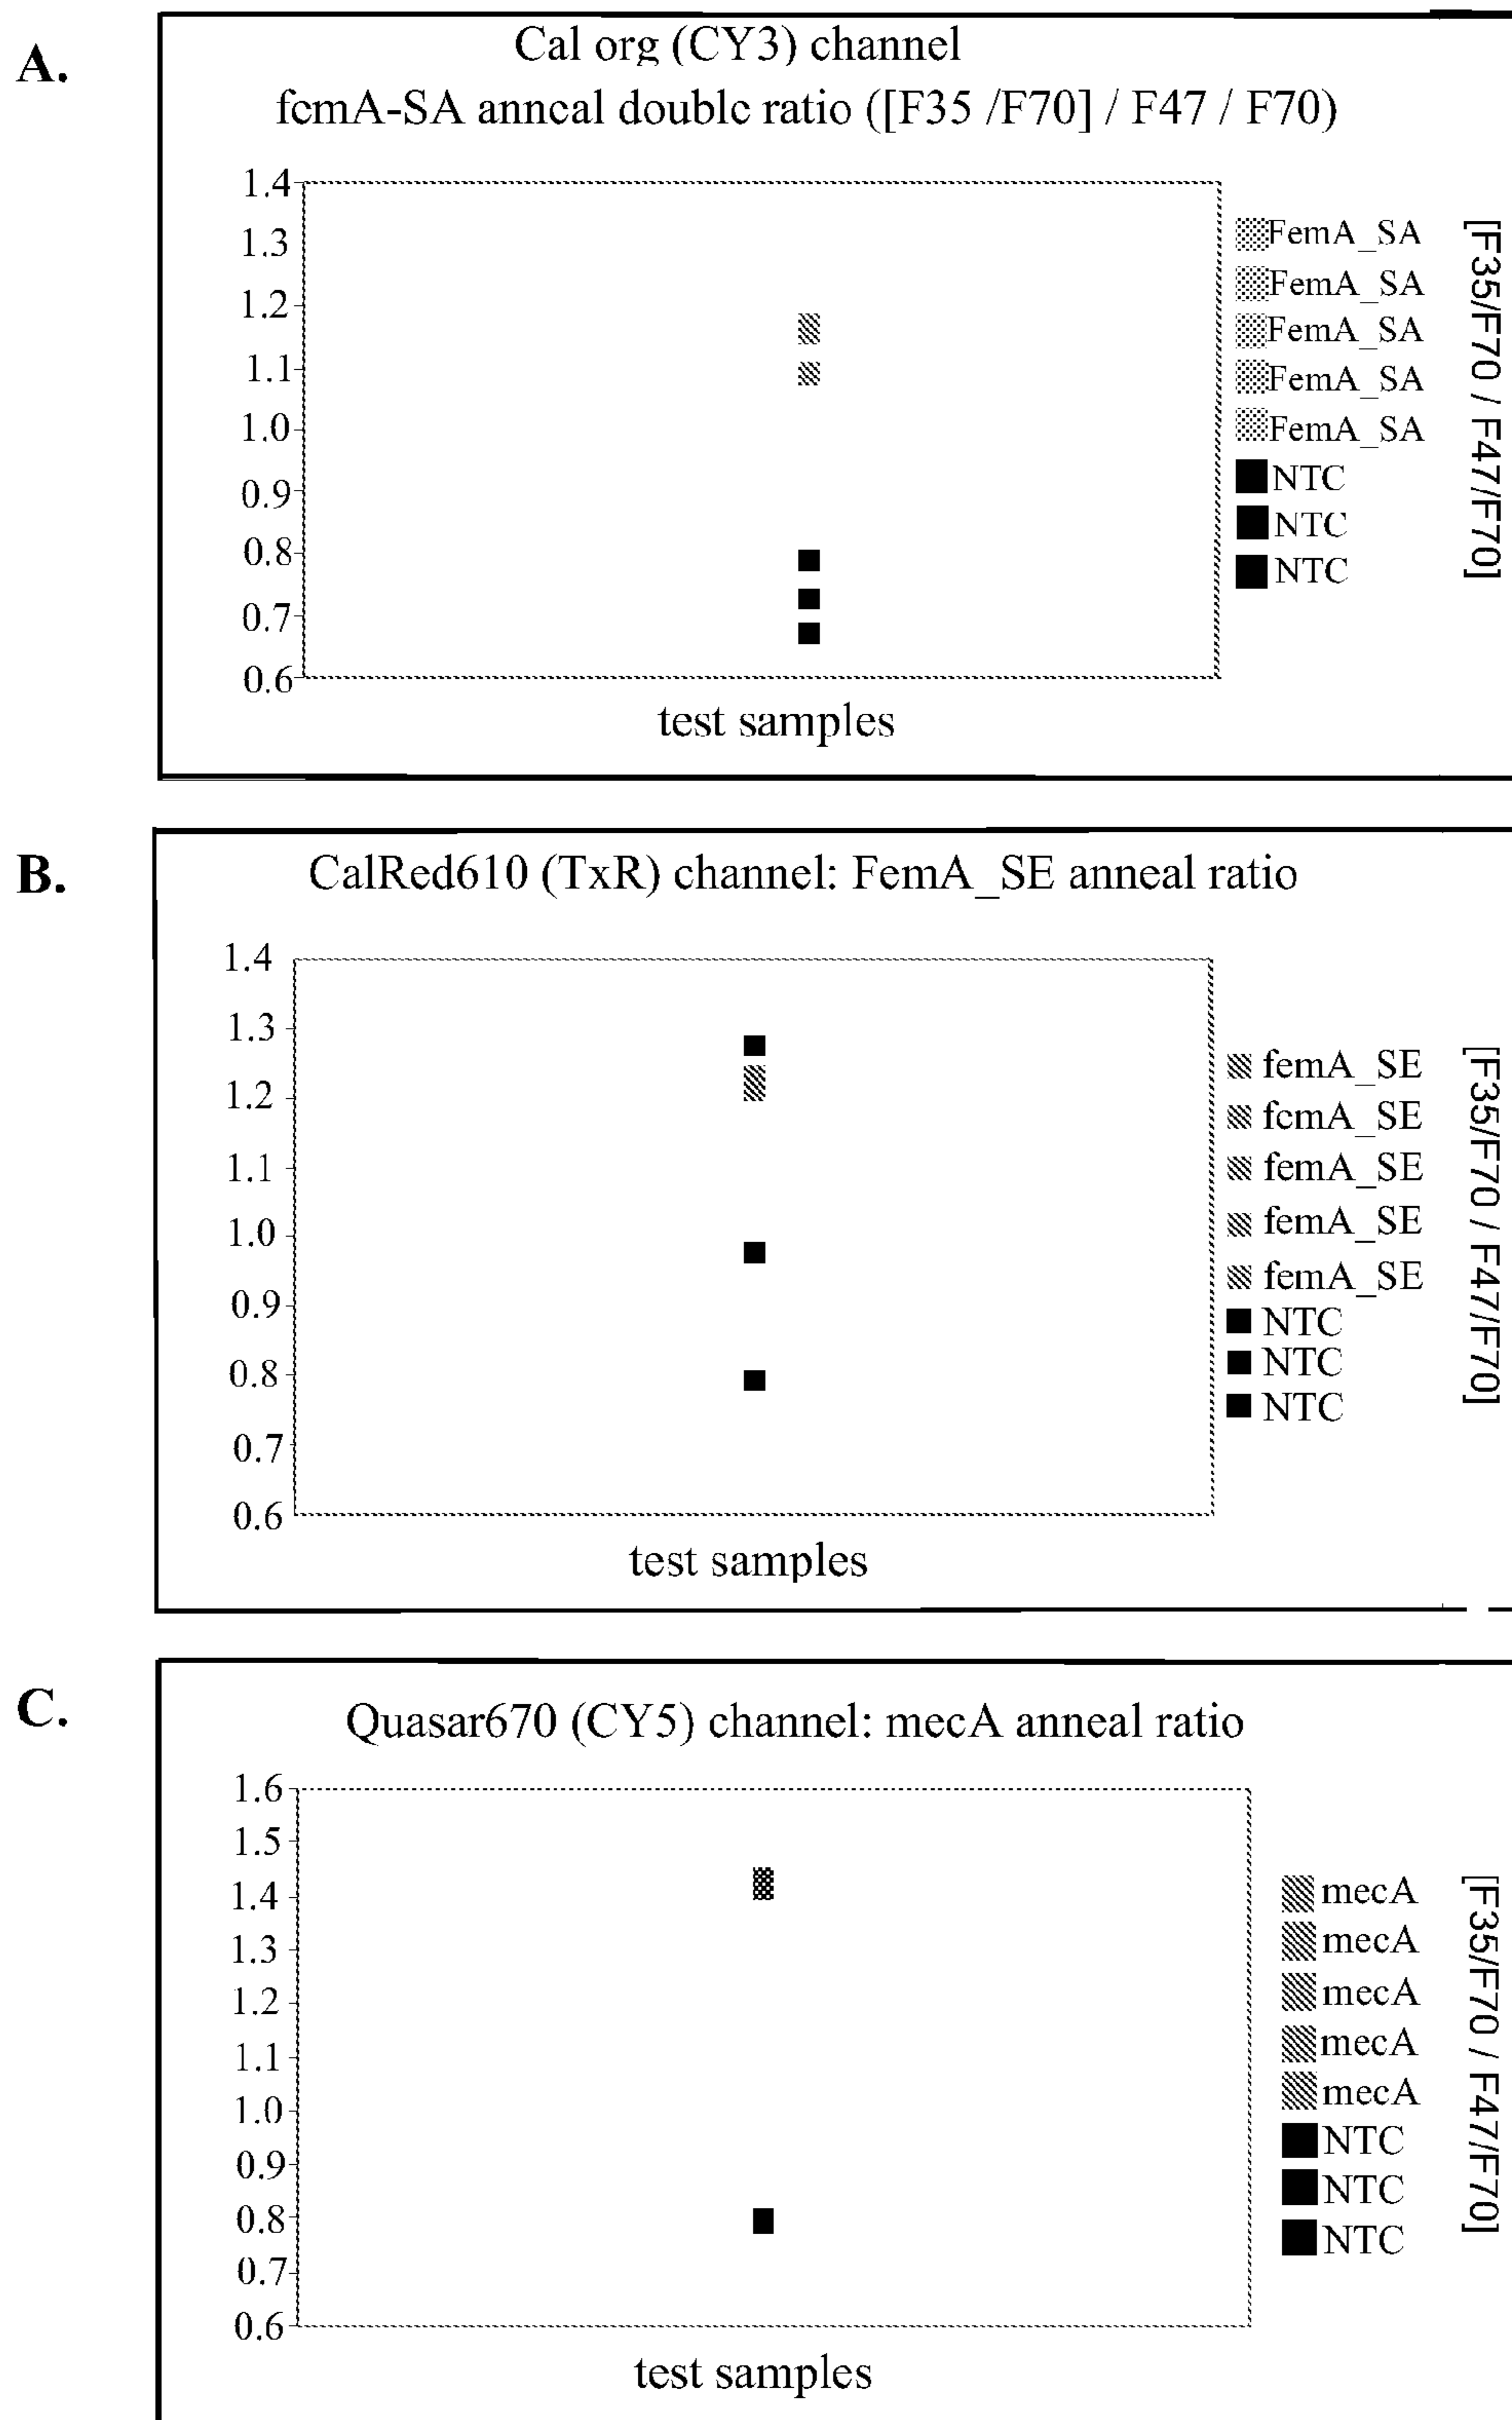 A.
Cal org (CY3) channel
fcmA-SA anncal doublc ratio ([F35 /F70] / F47 / F70)
1.4
1.3
1.2
1.1
1.0
0.9
0.8
0.7
0.6
test samples
FemA_SA
FemA_SA
FemA_SA
FemA_SA
FemA_SA
NTC
NTC
NTC
[F35/F70 / F47/F70]
B.
CalRed610 (TxR) channel: FemA_SE anneal ratio
1.4
1.3
1.2
1.1
1.0
0.9
0.8
0.7
0.6
test samples
femA_SE
fcmA_SE
femA_SE
femA_SE
femA_SE
NTC
NTC
NTC
[F35/F70 / F47/F70]
C.
Quasar670 (CY5) channel: mecA anneal ratio
1.6
1.5
1.4
1.3
1.2
1.1
1.0
0.9
0.8
0.7
0.6
test samples
mecA
mecA
mecA
mecA
mecA
NTC
NTC
NTC
[F35/F70 / F47/F70]